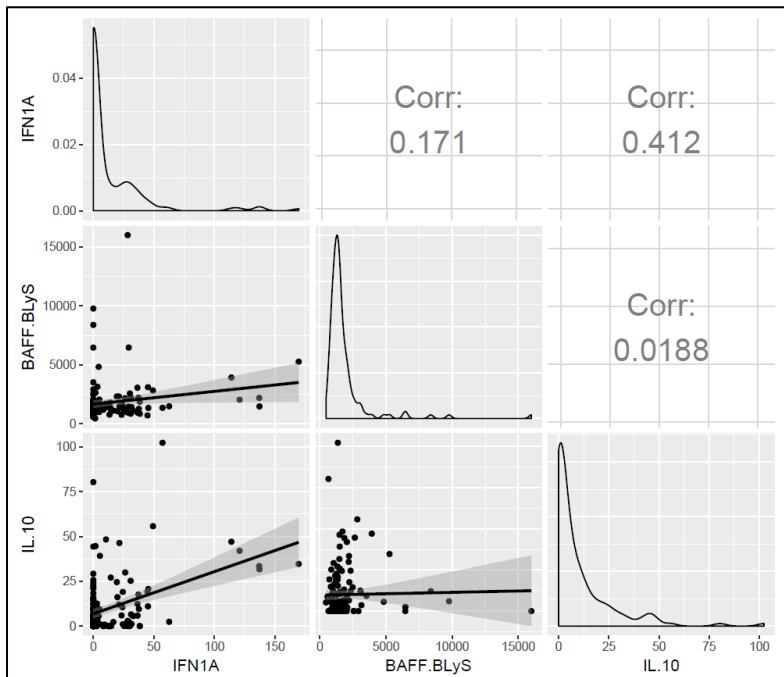 IFN1A
0.04
0.02
0.00
Corr:
0.171
Corr:
0.412
BAFF.BLyS
15000
10000
5000
0
Corr:
0.0188
IL.10
100
75
50
25
0
0 50 100 150
0 5000 10000 15000
0 25 50 75 100
IFN1A
BAFF.BLyS
IL.10